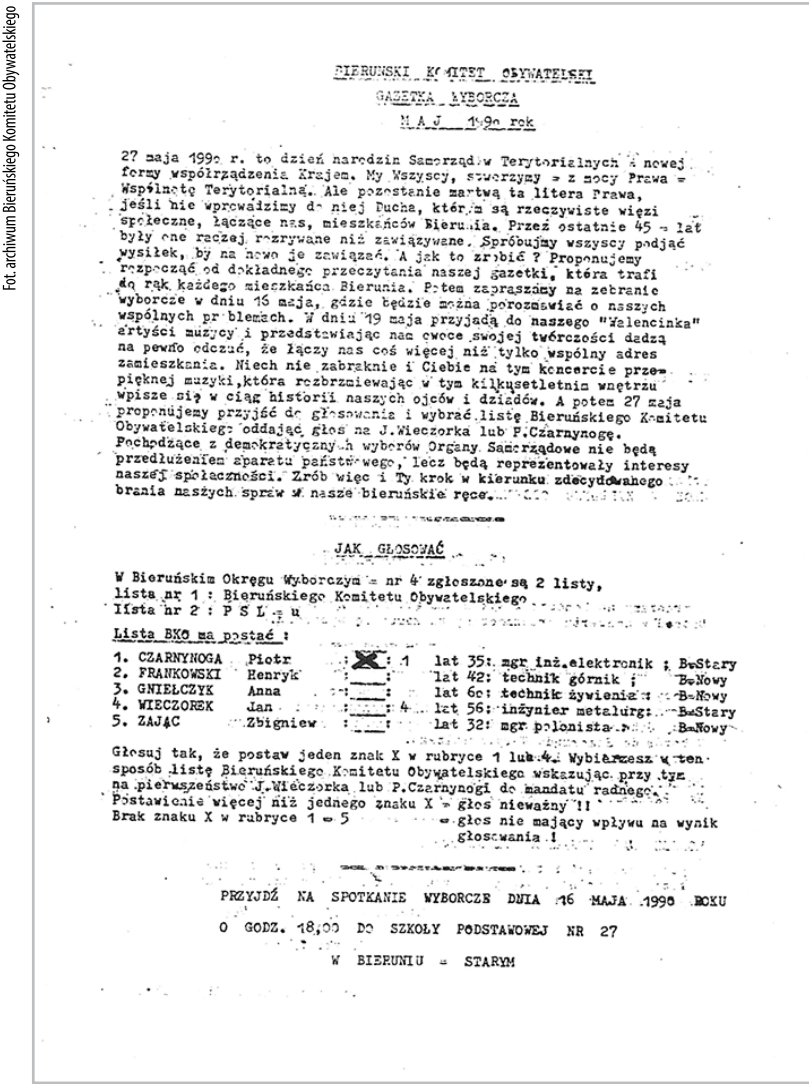 Fot. archiwum Bieruńskiego Komitetu Obywatelskiego
BIERUŃSKI KOMITET OBYWATELSKI
GAZETKA WYBORCZA
M A J 1990 rok
27 maja 1990 r. to dzień narodzin Samorządów Terytorialnych i nowej
formy współrządzenia Krajem. My Wszyscy, stworzymy = z mocy Prawa =
Wspólnotę Terytorialną. Ale pozostanie martwą ta litera Prawa,
jeśli nie wprowadzimy do niej Ducha, którym są rzeczywiste więzi
społeczne, łączące nas, mieszkańców Bierunia. Przez ostatnie 45 = lat
były one raczej rozrywane niż zawiązywane. Spróbujmy wszyscy podjąć
wysiłek, by na nowo je zawiązać. A jak to zrobić ? Proponujemy
rozpocząć od dokładnego przeczytania naszej gazetki, która trafi
do rąk każdego mieszkańca Bierunia. Potem zapraszamy na zebranie
wyborcze w dniu 16 maja, gdzie będzie można porozmawiać o naszych
wspólnych problemach. W dniu 19 maja przyjadą do naszego "Walencinka"
artyści muzycy i przedstawiając nam owoce swojej twórczości dadzą
na pewno odczuć, że łączy nas coś więcej niż tylko wspólny adres
zamieszkania. Niech nie zabraknie i Ciebie na tym koncercie prze=
pięknej muzyki,która rozbrzmiewając w tym kilkusetletnim wnętrzu
wpisze się w ciąg historii naszych ojców i dziadów. A potem 27 maja
proponujemy przyjść do głosowania i wybrać listę Bieruńskiego Komitetu
Obywatelskiego oddając głos na J.Wieczorka lub P.Czarnynogę.
Pochodzące z demokratycznych wyborów Organy Samorządowe nie będą
przedłużeniem aparatu państwowego, lecz będą reprezentowały interesy
naszej społeczności. Zrób więc i Ty krok w kierunku zdecydowanego
brania naszych spraw w nasze bieruńskie ręce.
JAK GŁOSOWAĆ
W Bieruńskim Okręgu Wyborczym = nr 4 zgłoszone są 2 listy,
lista nr 1 : Bieruńskiego Komitetu Obywatelskiego
lista nr 2 : P S L = u
Lista BKO ma postać :
1. CZARNYNOGA Piotr : X : 1 lat 35: mgr inż.elektronik ; B=Stary
2. FRANKOWSKI Henryk : : lat 42: technik górnik ; B=Nowy
3. GNIEŁCZYK Anna : : lat 60: technik żywienia : B=Nowy
4. WIECZOREK Jan : : 4 lat 56: inżynier metalurg: B=Stary
5. ZAJĄC Zbigniew : : lat 32: mgr polonista : B=Nowy
Głosuj tak, że postaw jeden znak X w rubryce 1 lub 4. Wybierzesz w ten
sposób listę Bieruńskiego Komitetu Obywatelskiego wskazując przy tym
na pierwszeństwo J.Wieczorka lub P.Czarnynogi do mandatu radnego.
Postawienie więcej niż jednego znaku X = głos nieważny !!
Brak znaku X w rubryce 1 = 5 = głos nie mający wpływu na wynik
głosowania !
PRZYJDŹ NA SPOTKANIE WYBORCZE DNIA 16 MAJA 1990 ROKU
O GODZ. 18,00 DO SZKOŁY PODSTAWOWEJ NR 27
W BIERUNIU = STARYM